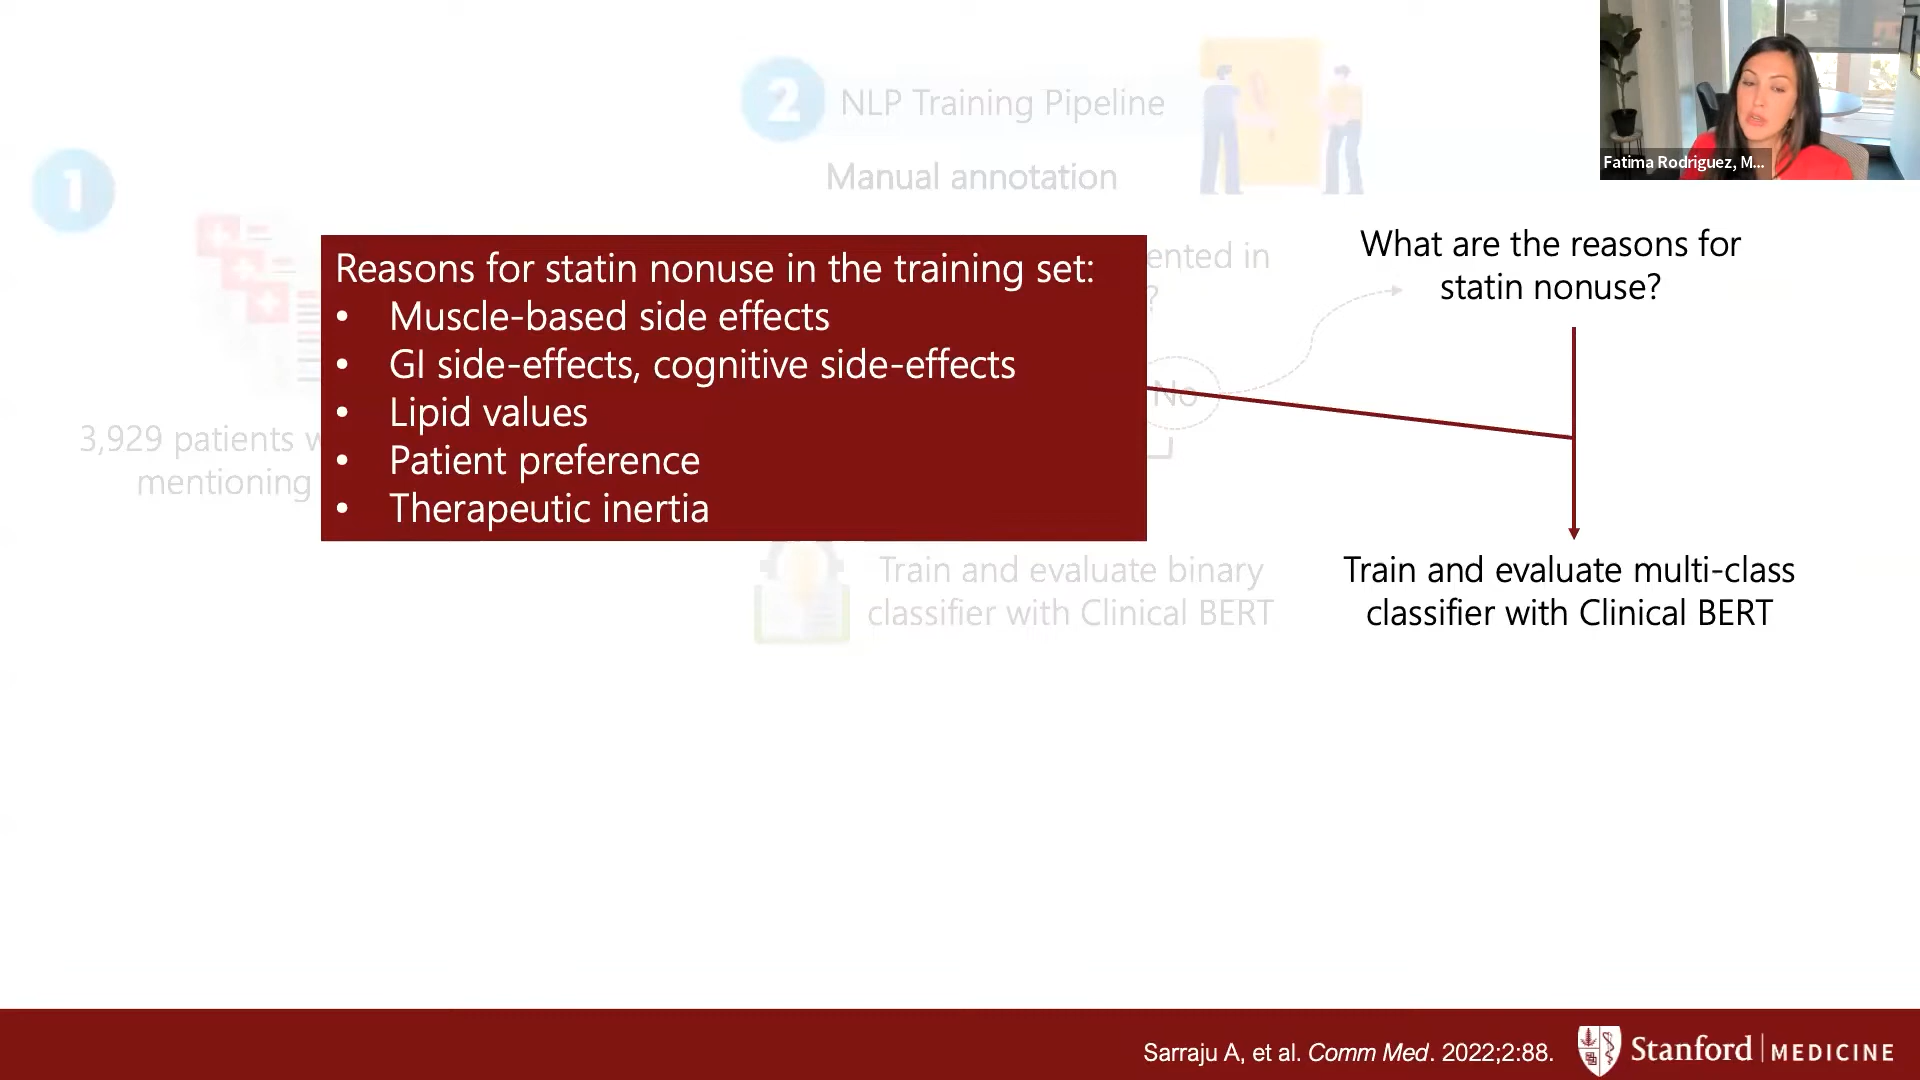 2 NLP Training Pipeline
Manual annotation
1
Fatima Rodriguez, M...
What are the reasons for
statin nonuse?
ented in
?
Reasons for statin nonuse in the training set:
• Muscle-based side effects
• GI side-effects, cognitive side-effects
• Lipid values
• Patient preference
• Therapeutic inertia
No
3,929 patients w
mentioning
Train and evaluate binary
classifier with Clinical BERT
Train and evaluate multi-class
classifier with Clinical BERT
Sarraju A, et al. Comm Med. 2022;2:88.
Stanford MEDICINE